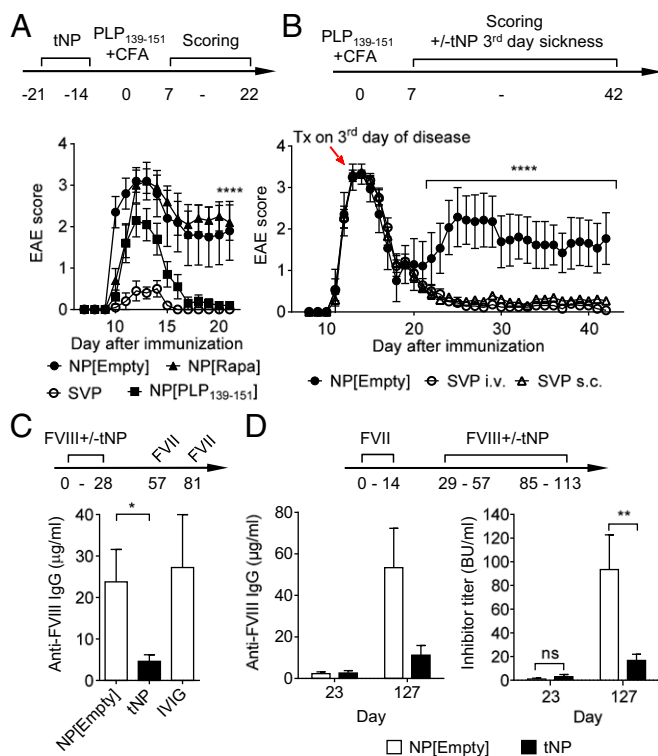 A
tNP
PLP139-151
+CFA
Scoring
-21
-14
0
7
-
22
EAE score
4
3
2
1
0
****
10
15
20
Day after immunization
NP[Empty]
NP[Rapa]
SVP
NP[PLP139-151]
B
PLP139-151
+CFA
Scoring
+/-tNP 3rd day sickness
0
7
-
42
Tx on 3rd day of disease
****
EAE score
4
3
2
1
0
10
20
30
40
Day after immunization
NP[Empty]
SVP i.v.
SVP s.c.
C
FVIII+/-tNP
FVII
FVII
0 - 28
57
81
Anti-FVIII IgG (µg/ml)
40
30
20
10
0
*
NP[Empty]
tNP
IVIG
D
FVII
FVIII+/-tNP
0 - 14
29 - 57
85 - 113
Anti-FVIII IgG (µg/ml)
80
60
40
20
0
23
127
Day
Inhibitor titer (BU/ml)
140
120
100
80
60
40
20
0
ns
**
23
127
Day
NP[Empty]
tNP